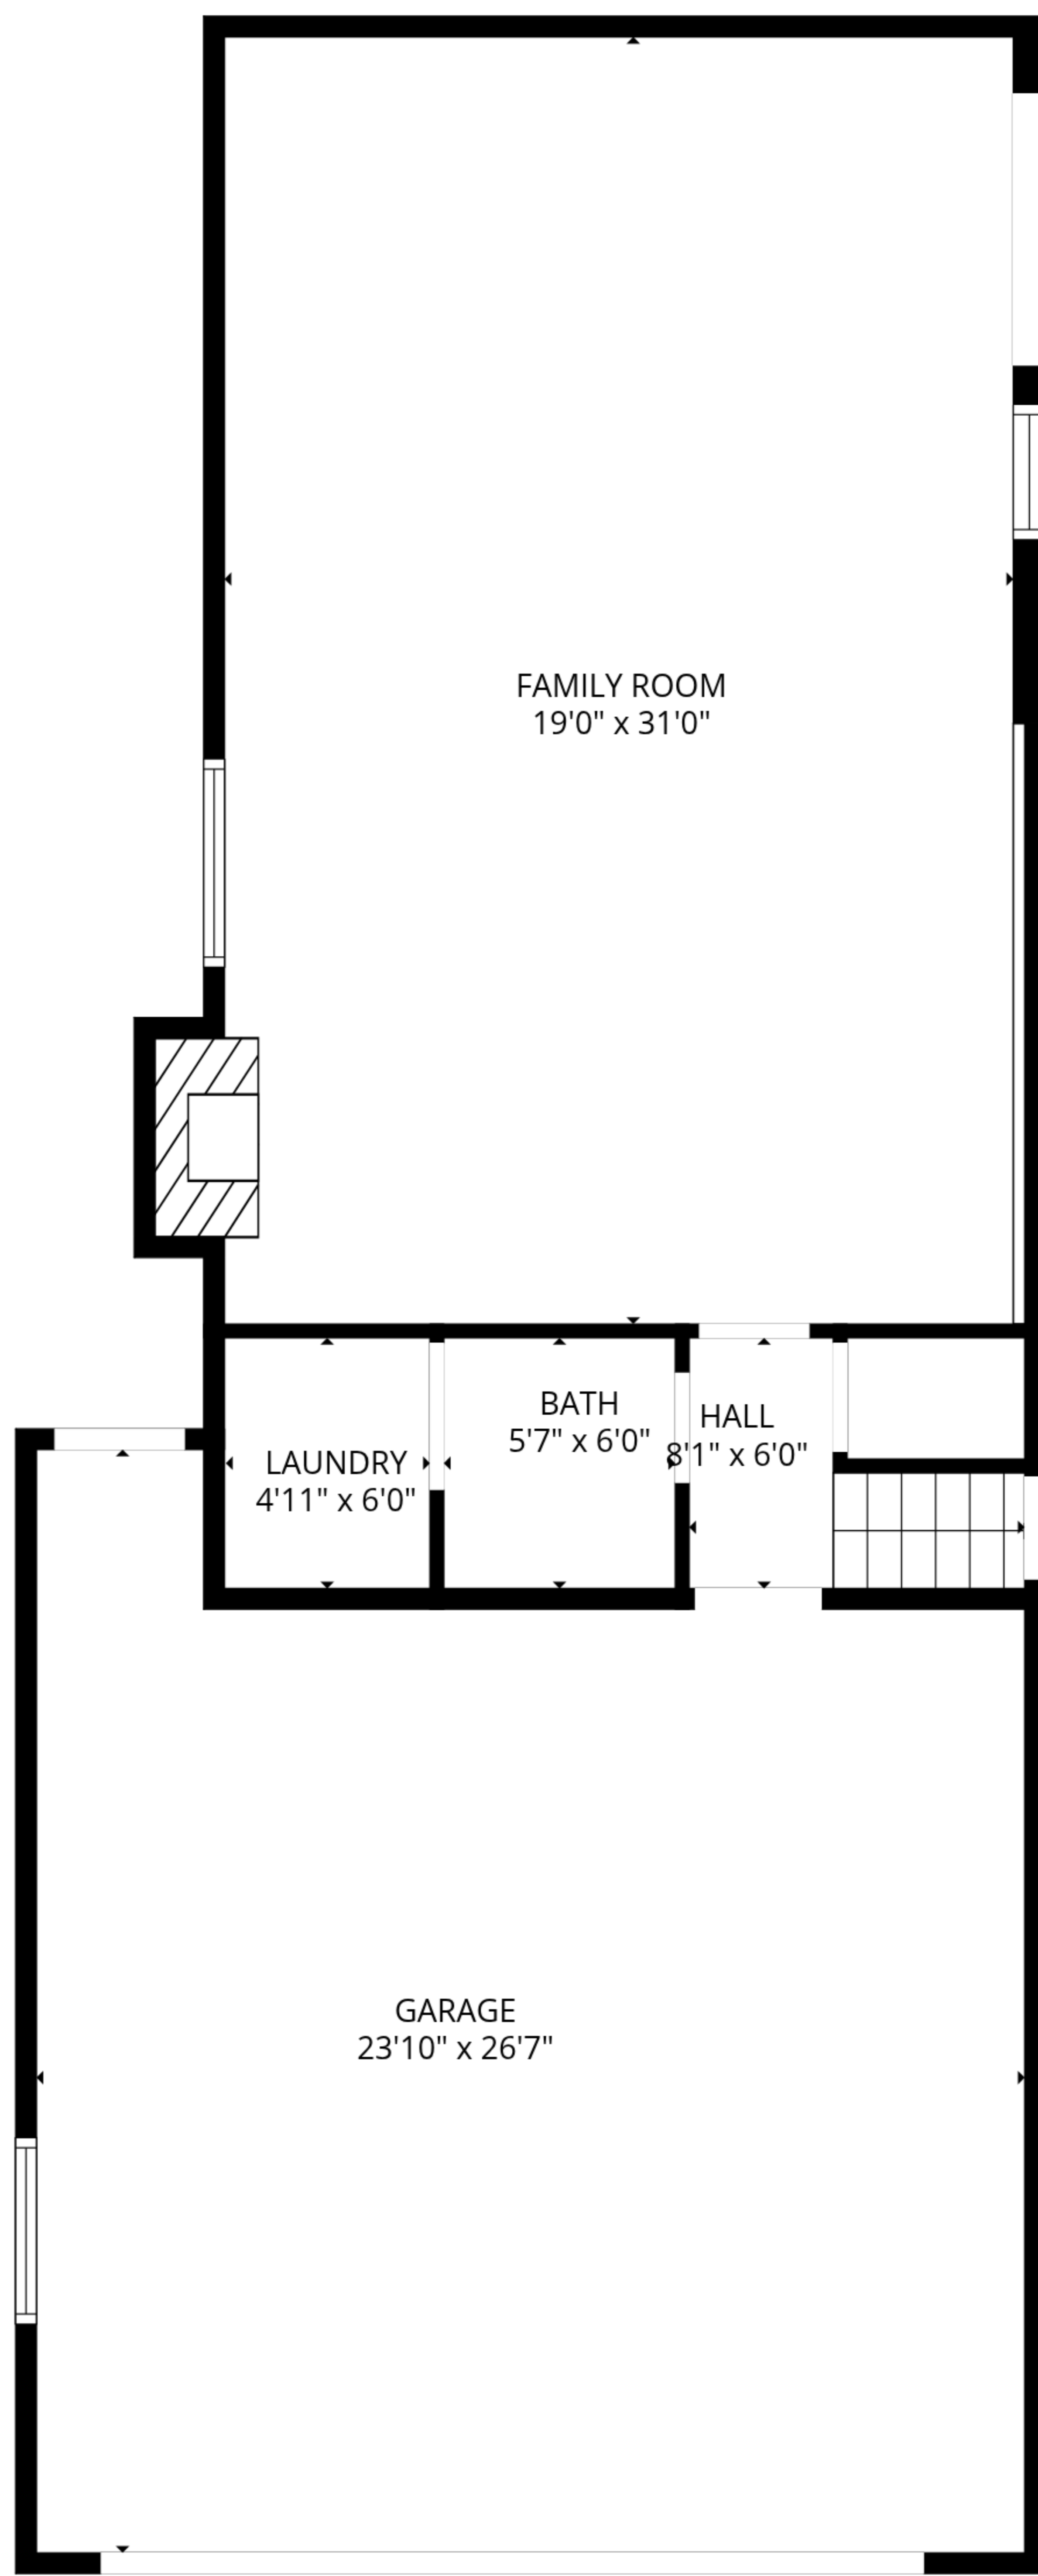 FAMILY ROOM
19'0" x 31'0"
BATH
5'7" x 6'0"
HALL
8'1" x 6'0"
LAUNDRY
4'11" x 6'0"
GARAGE
23'10" x 26'7"